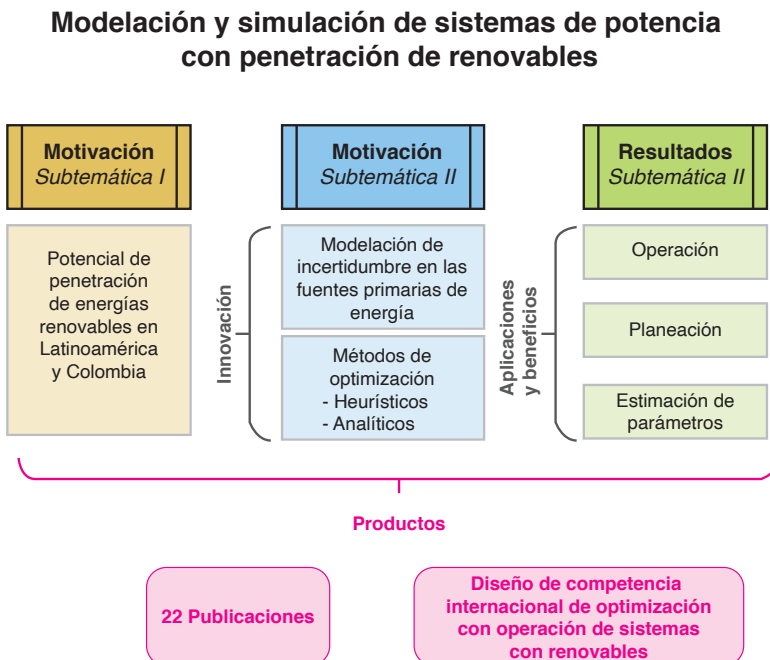 Modelación y simulación de sistemas de potencia
con penetración de renovables
Motivación
Subtemática I
Motivación
Subtemática II
Resultados
Subtemática II
Potencial de
penetración
de energías
renovables en
Latinoamérica
y Colombia
Innovación
Modelación de
incertidumbre en las
fuentes primarias de
energía
Métodos de
optimización
- Heurísticos
- Analíticos
Aplicaciones
y beneficios
Operación
Planeación
Estimación de
parámetros
Productos
22 Publicaciones
Diseño de competencia
internacional de optimización
con operación de sistemas
con renovables